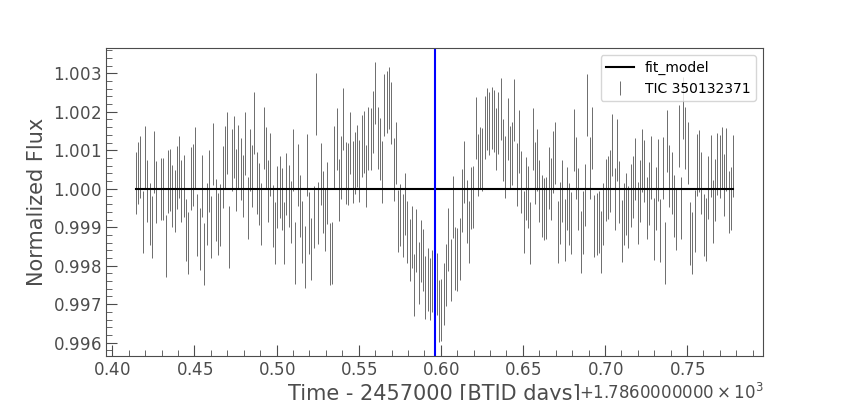 fit_model
TIC 350132371
1.003
1.002
1.001
1.000
0.999
0.998
0.997
0.996
Normalized Flux
0.40 0.45 0.50 0.55 0.60 0.65 0.70 0.75
Time - 2457000 [BTJD days]
+1.7860000000 × 10³